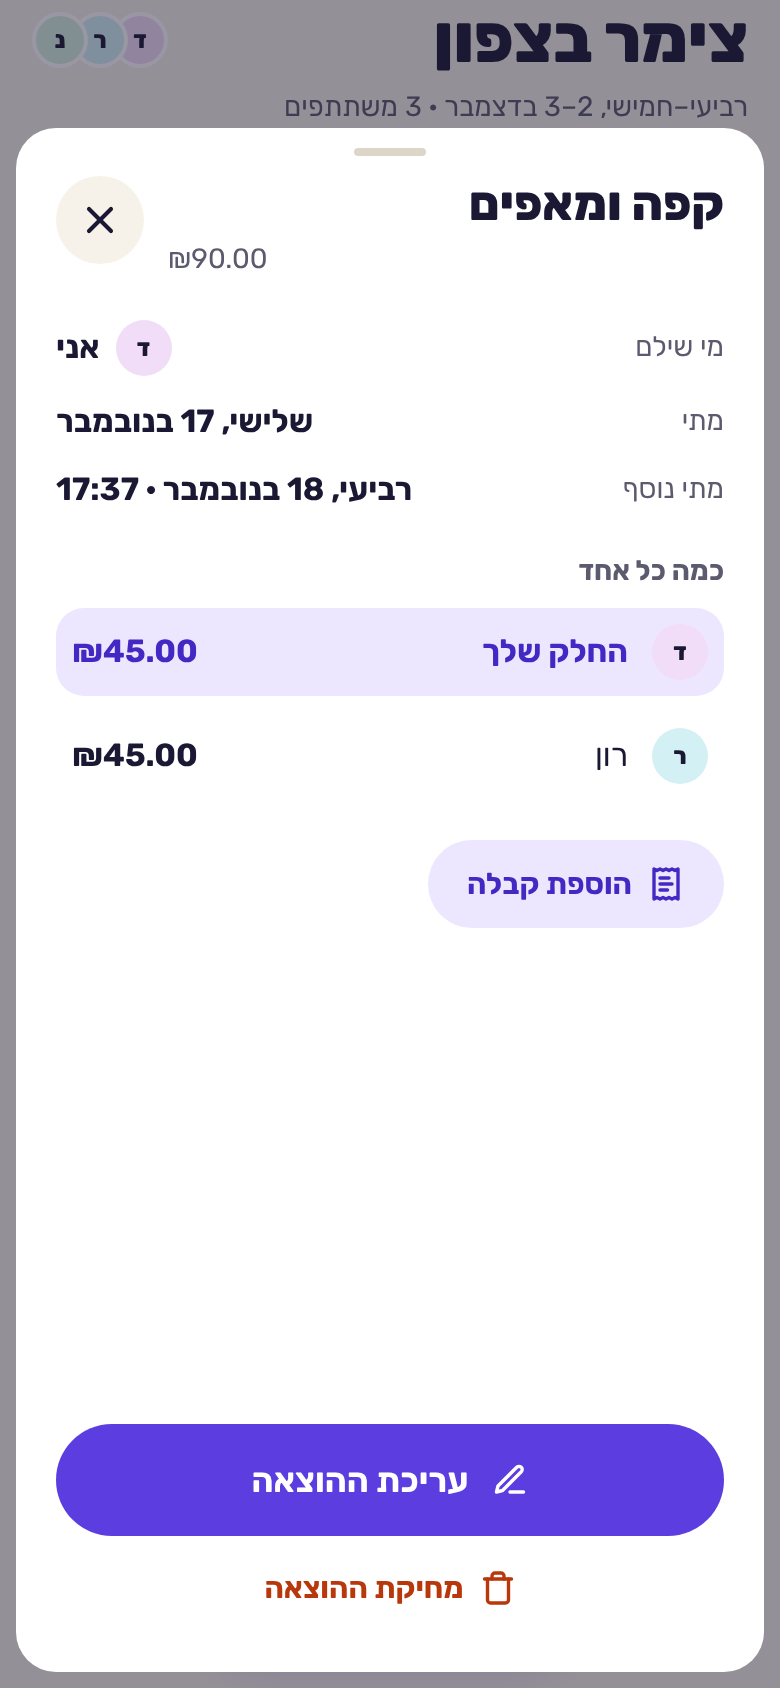 צימר בצפון
ד ר נ
רביעי–חמישי, 2–3 בדצמבר • 3 משתתפים
קפה ומאפים
₪90.00
מי שילם ד אני
מתי שלישי, 17 בנובמבר
מתי נוסף רביעי, 18 בנובמבר • 17:37
כמה כל אחד
ד החלק שלך ₪45.00
ר רון ₪45.00
הוספת קבלה
עריכת ההוצאה
מחיקת ההוצאה